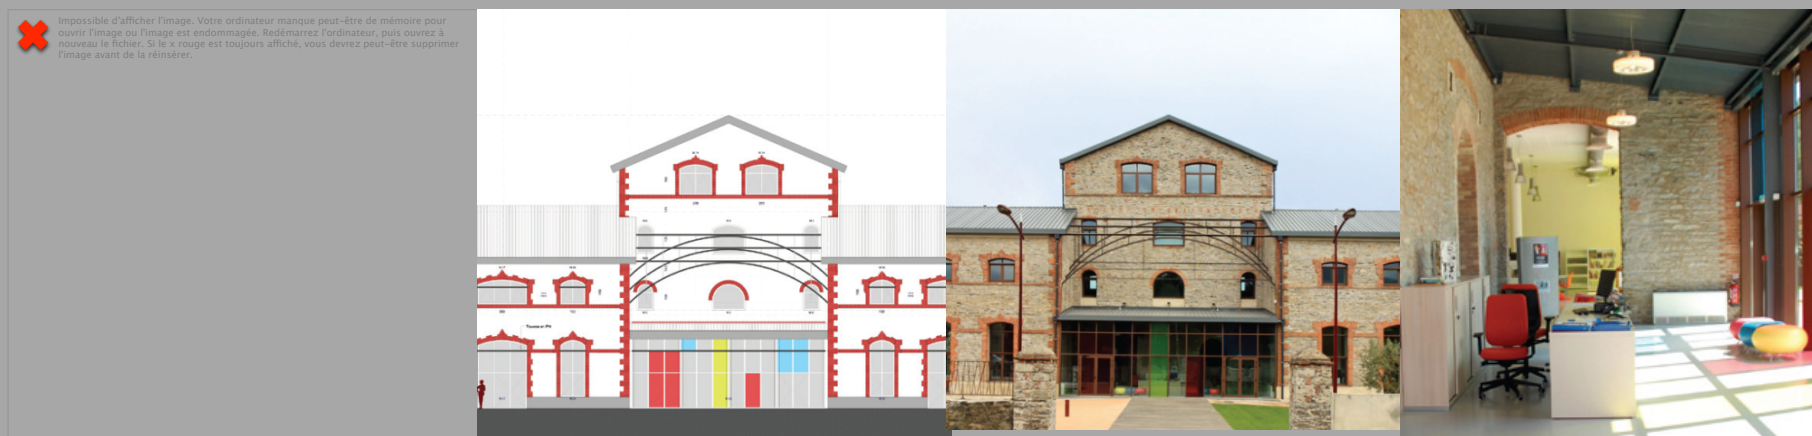 Impossible d'afficher l'image. Votre ordinateur manque peut-être de mémoire pour
ouvrir l'image ou l'image est endommagée. Redémarrez l'ordinateur, puis ouvrez à
nouveau le fichier. Si le x rouge est toujours affiché, vous devrez peut-être supprimer
l'image avant de la réinsérer.